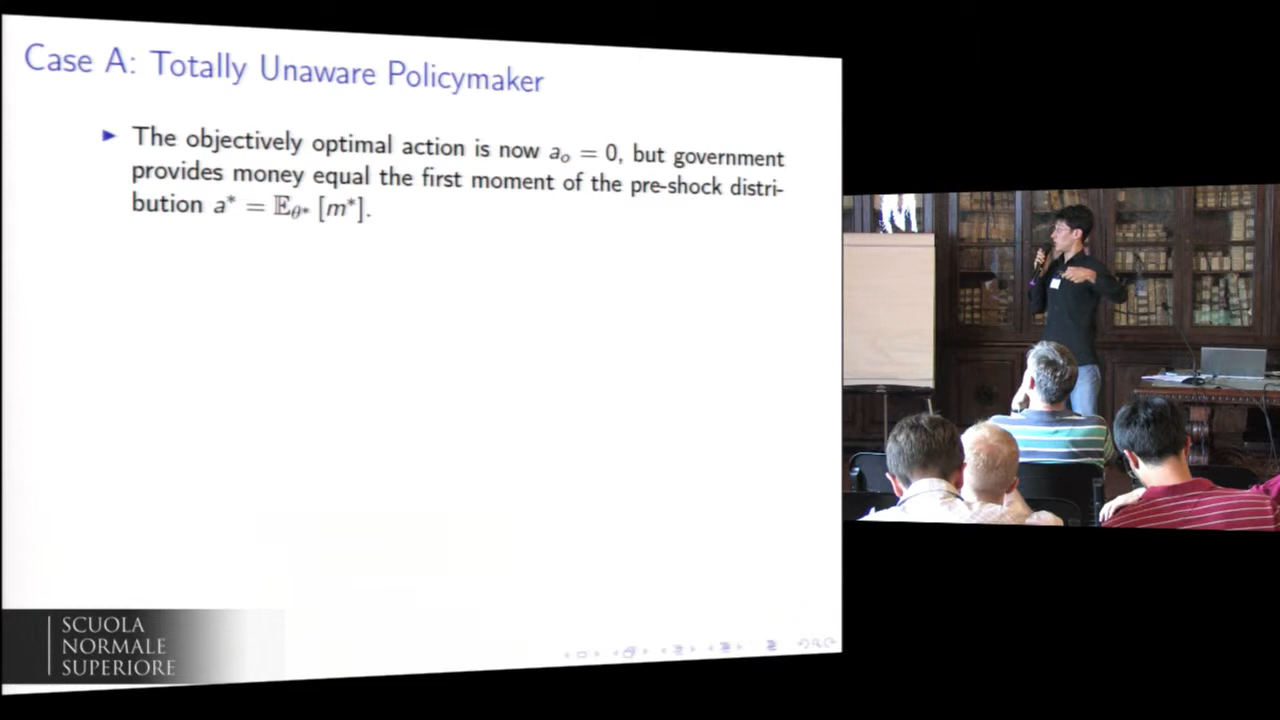 Case A: Totally Unaware Policymaker
► The objectively optimal action is now aₒ = 0, but government
provides money equal the first moment of the pre-shock distri-
bution a* = 𝔼_θ* [m*].
SCUOLA
NORMALE
SUPERIORE